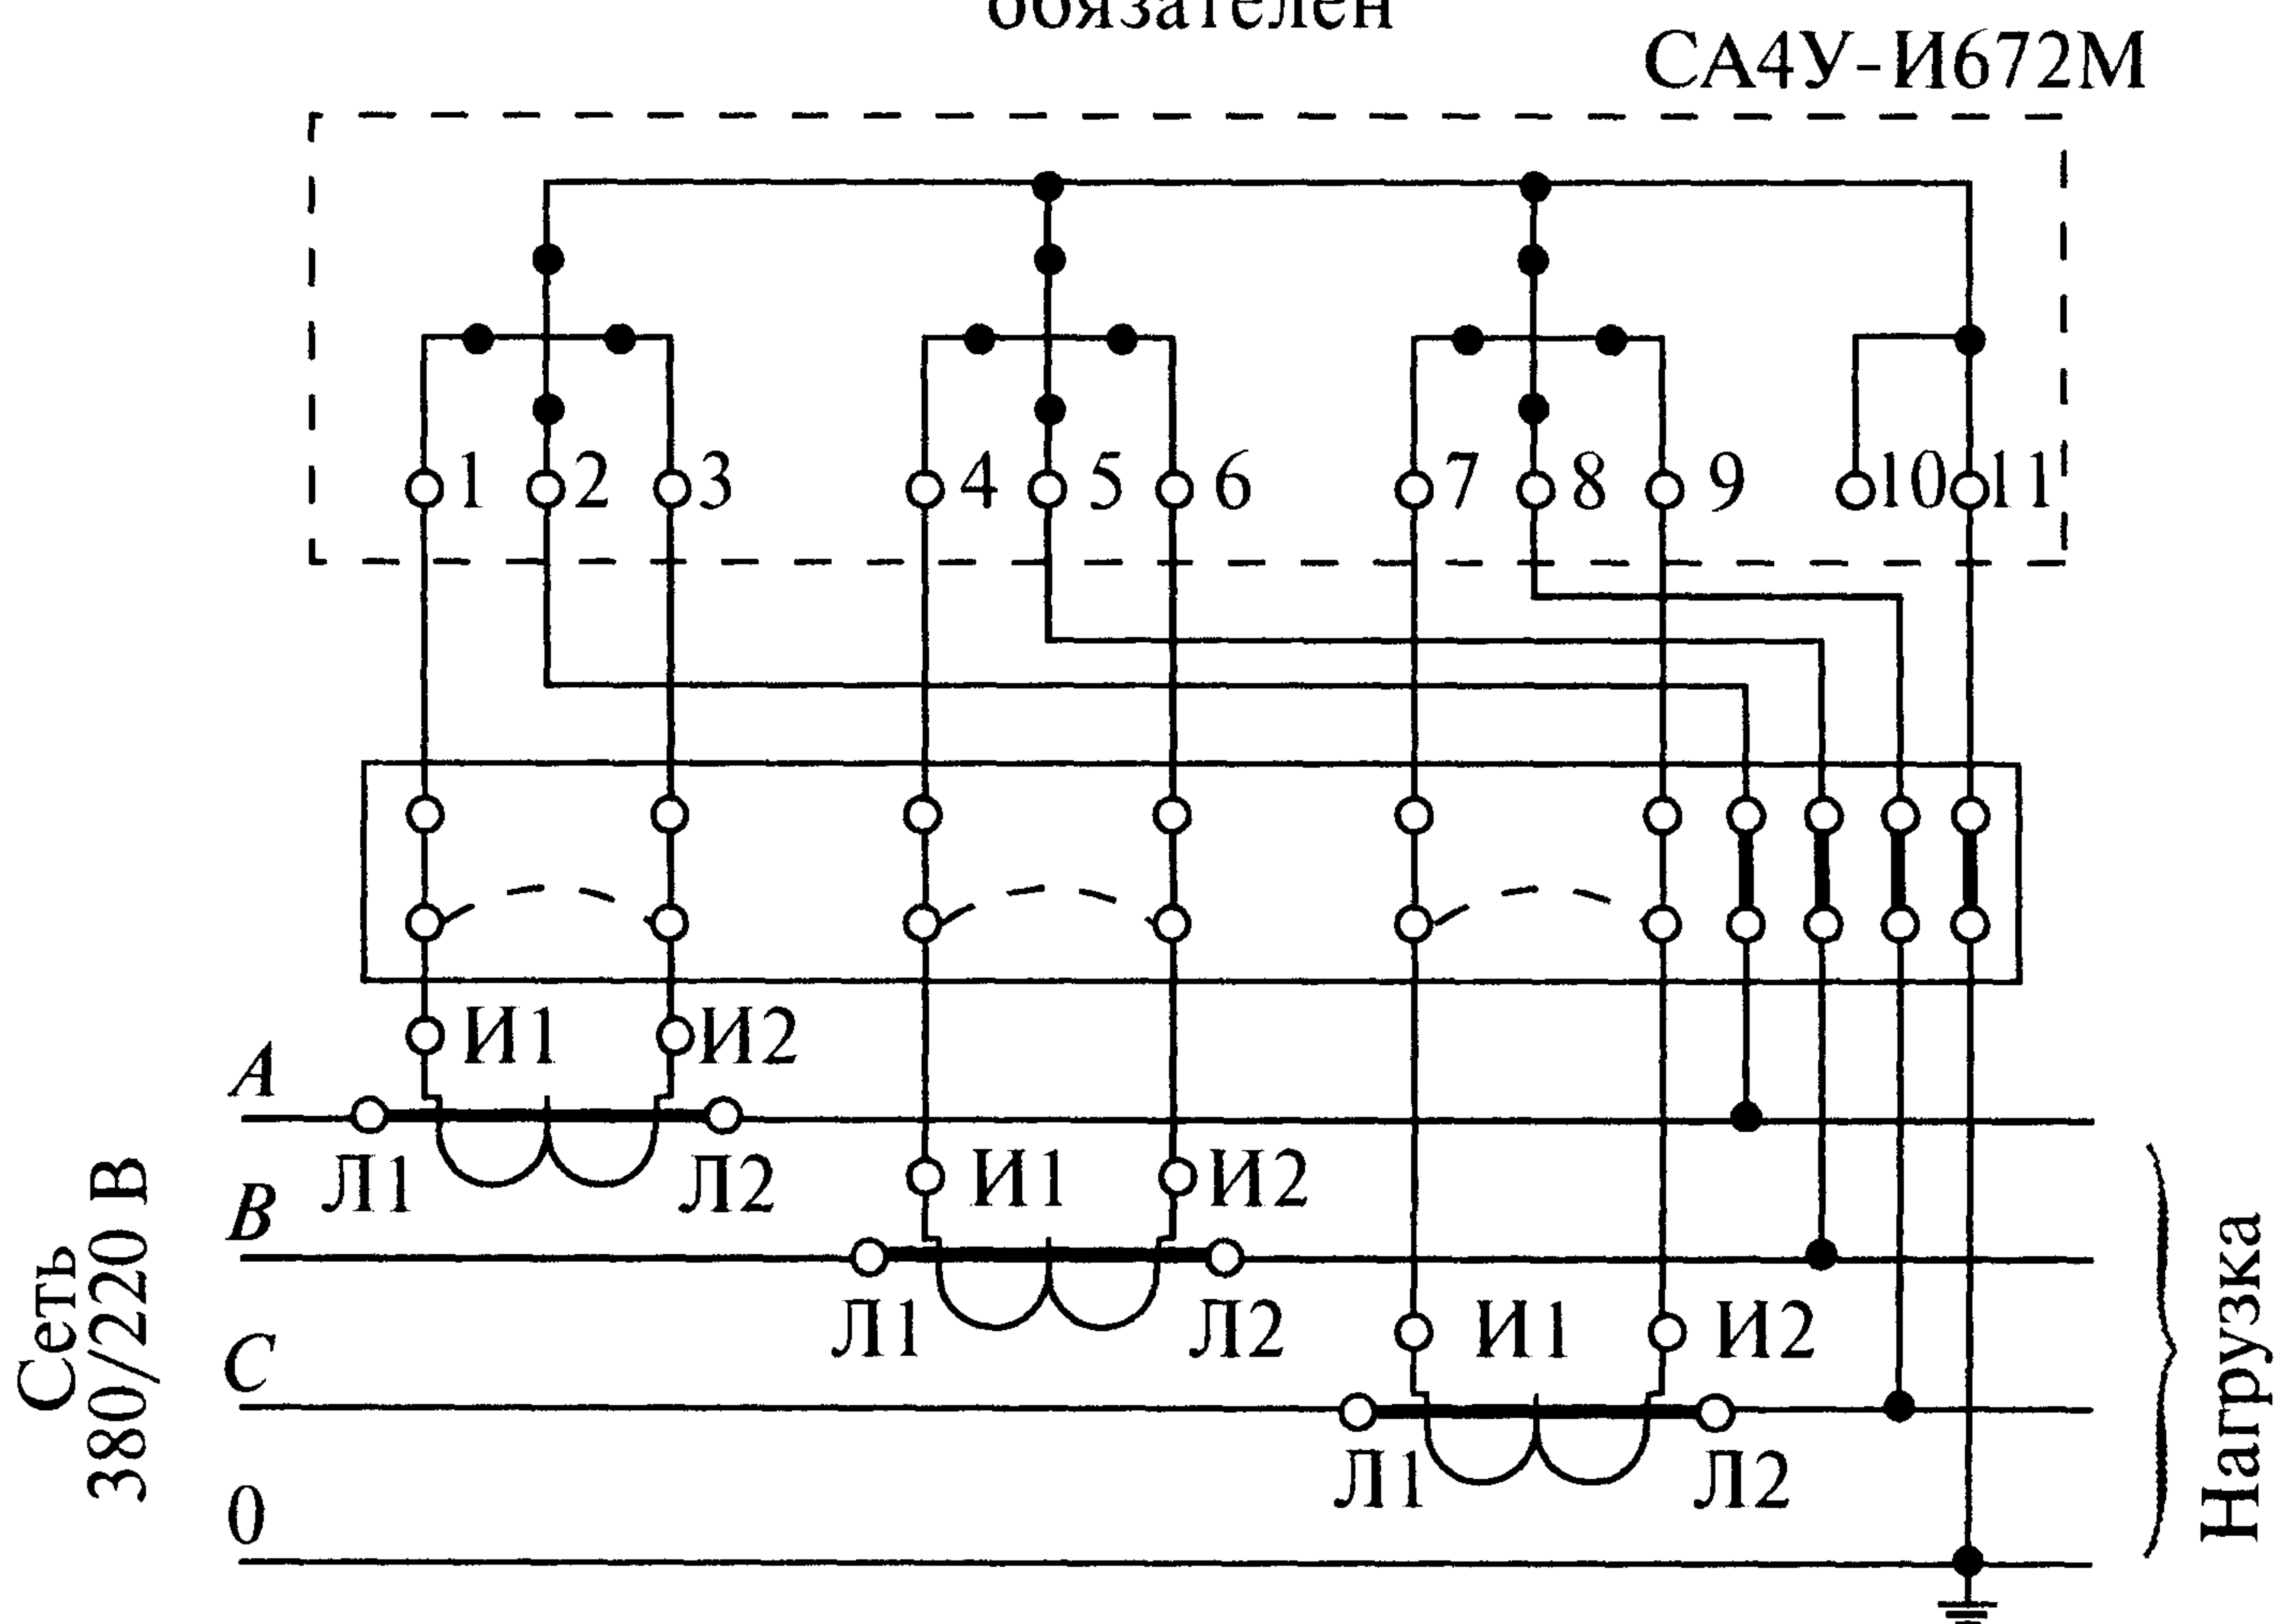 обязателен
СА4У-И672М
1 2 3 4 5 6 7 8 9 10 11
И1 И2
A
Л1 Л2
И1 И2
B
Л1 Л2
И1 И2
C
Л1 Л2
0
Сеть
380/220 В
Нагрузка